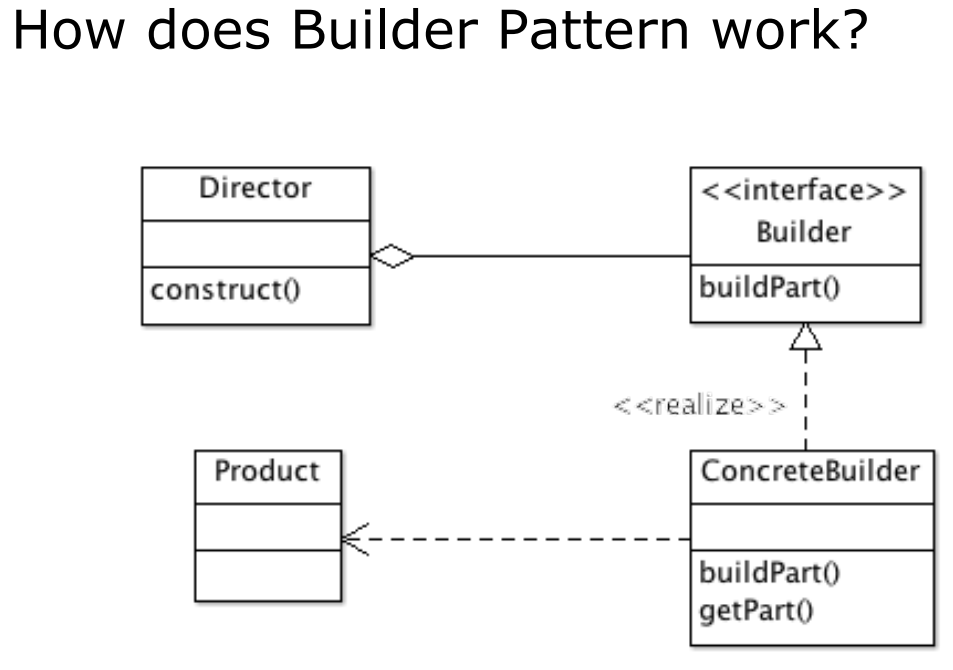 How does Builder Pattern work?
Director
construct()
<<interface>>
Builder
buildPart()
<<realize>>
Product
ConcreteBuilder
buildPart()
getPart()